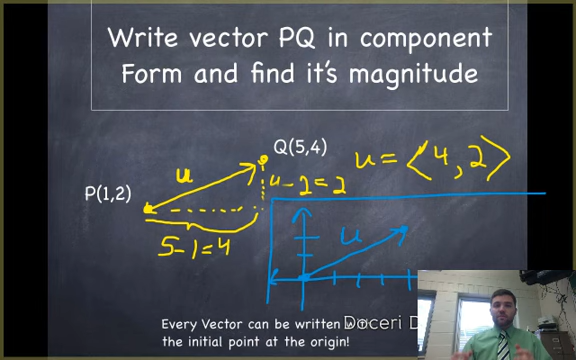 Write vector PQ in component
Form and find it's magnitude
Q(5,4)
u = ⟨4, 2⟩
u
4-2=2
P(1,2)
5-1=4
u
Every Vector can be written
Doceri D
the initial point at the origin!